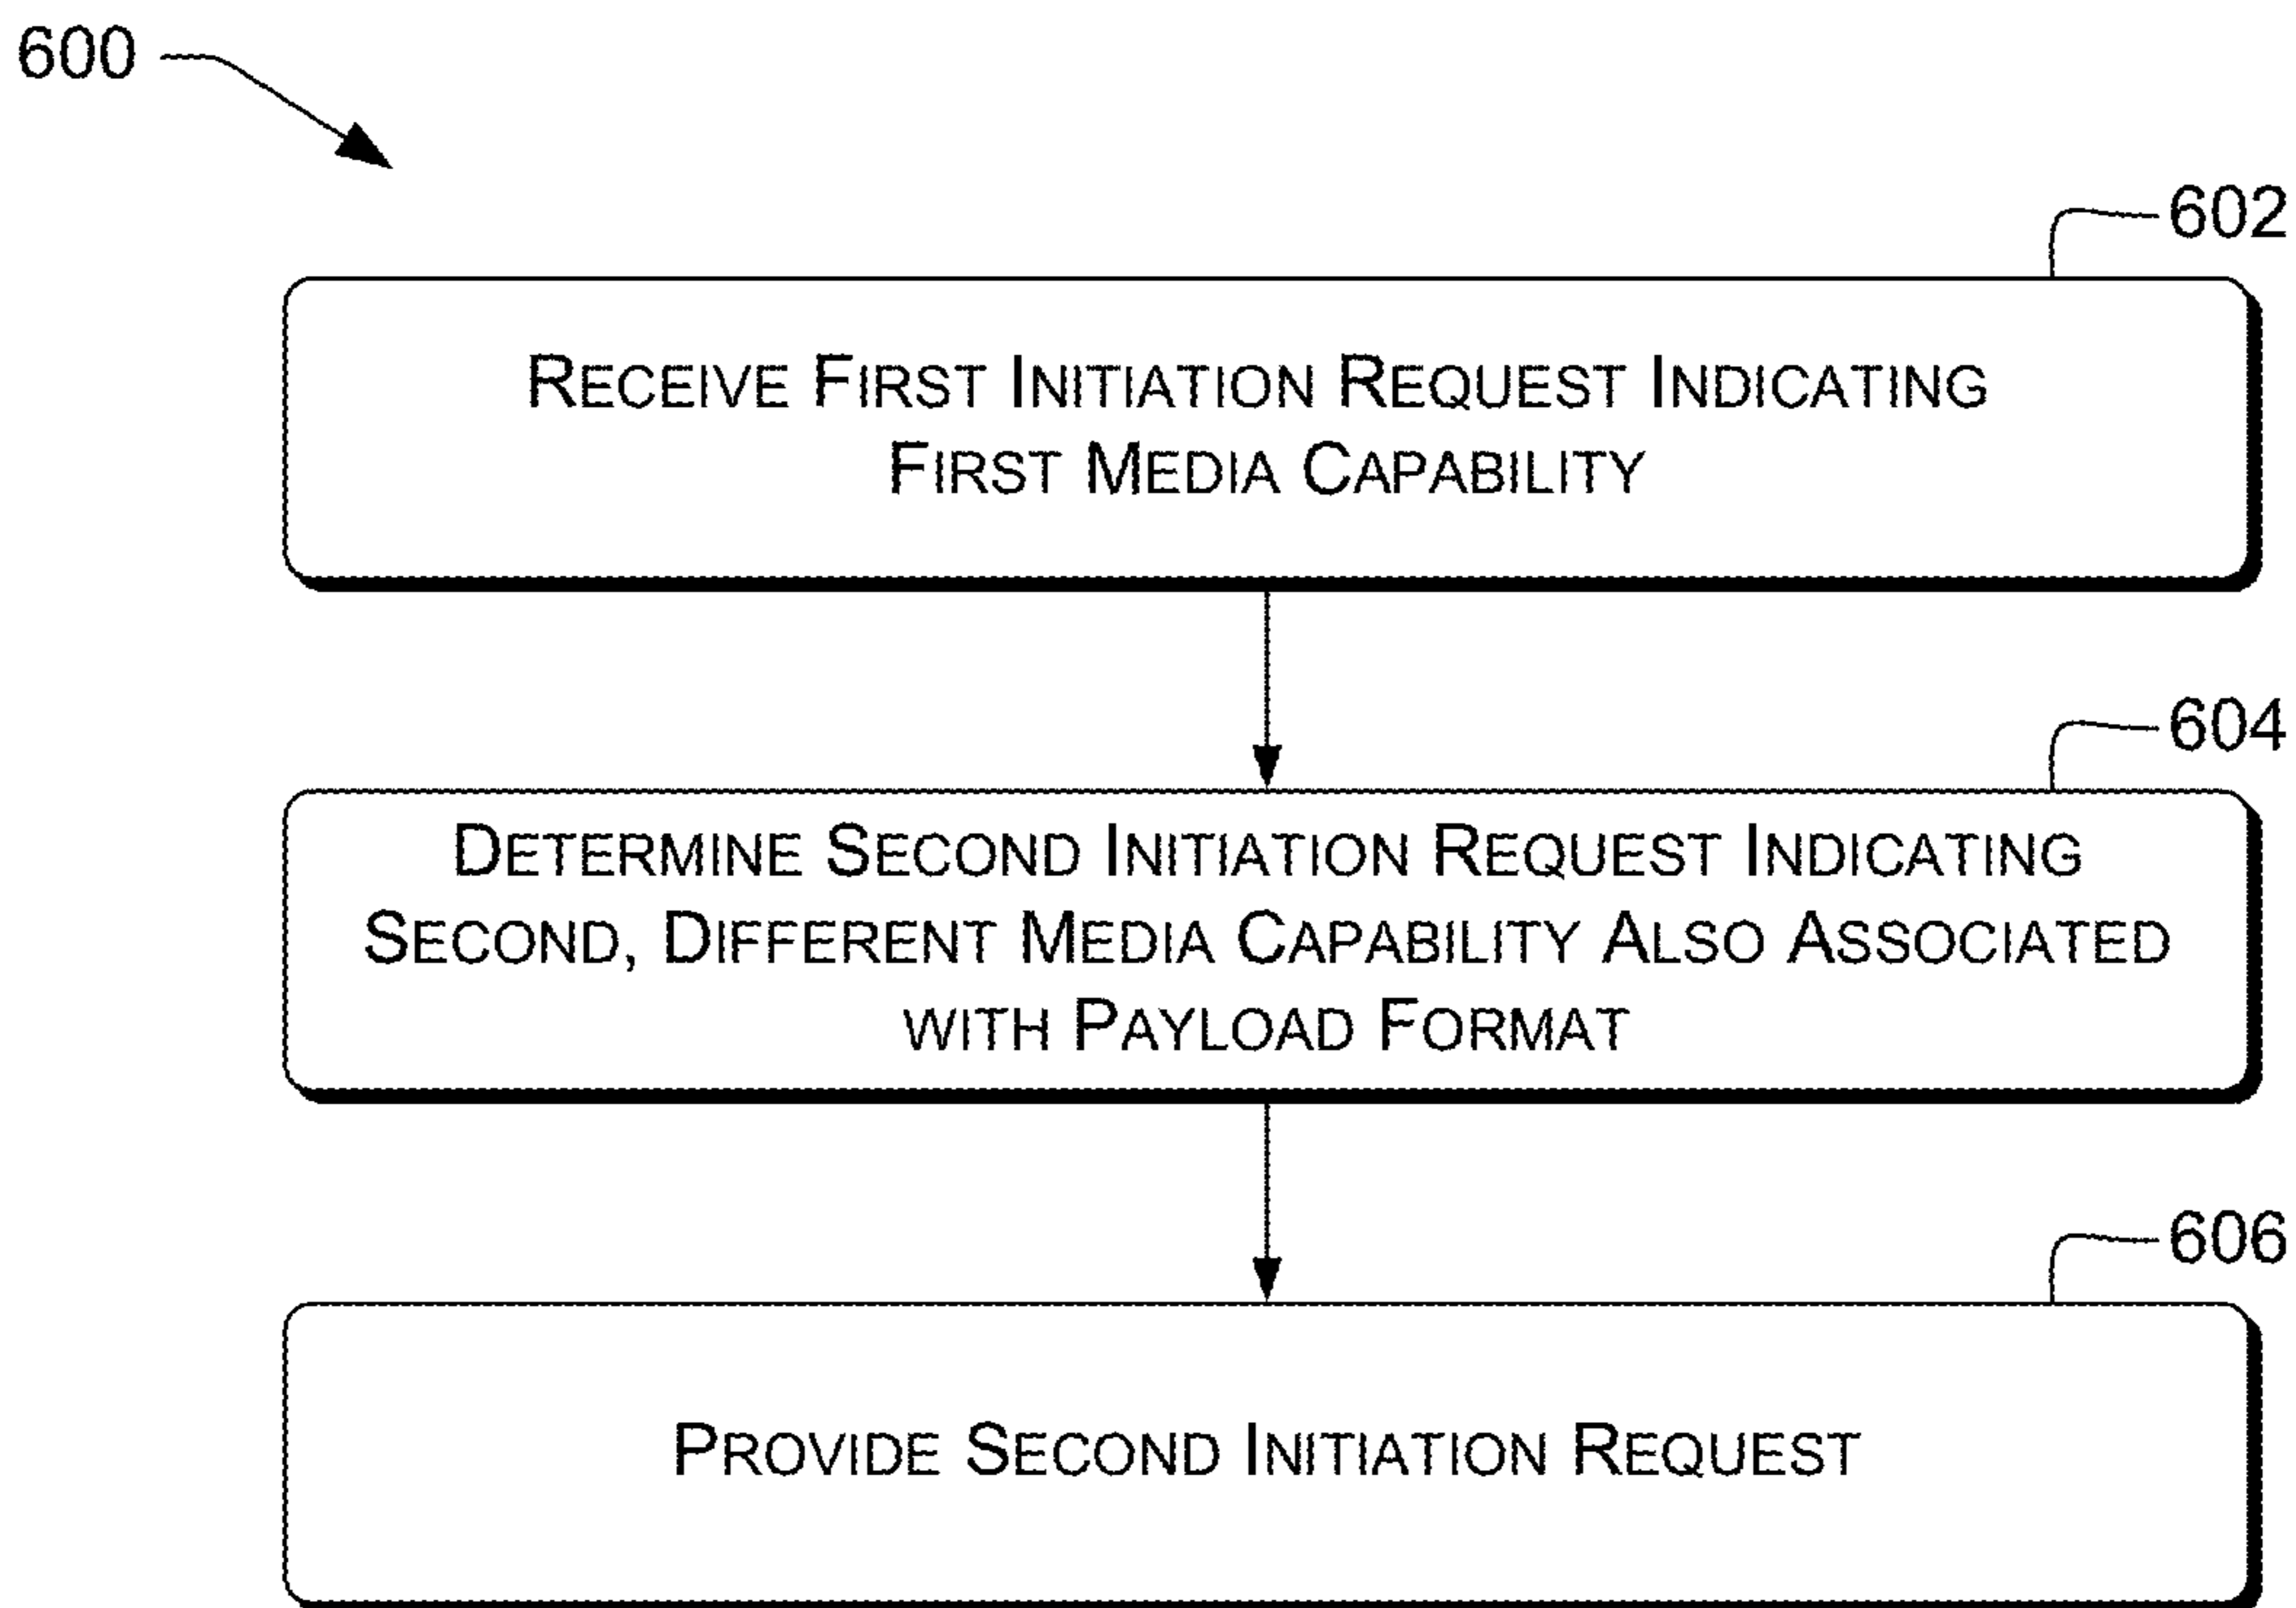 600
602
RECEIVE FIRST INITIATION REQUEST INDICATING
FIRST MEDIA CAPABILITY
604
DETERMINE SECOND INITIATION REQUEST INDICATING
SECOND, DIFFERENT MEDIA CAPABILITY ALSO ASSOCIATED
WITH PAYLOAD FORMAT
606
PROVIDE SECOND INITIATION REQUEST